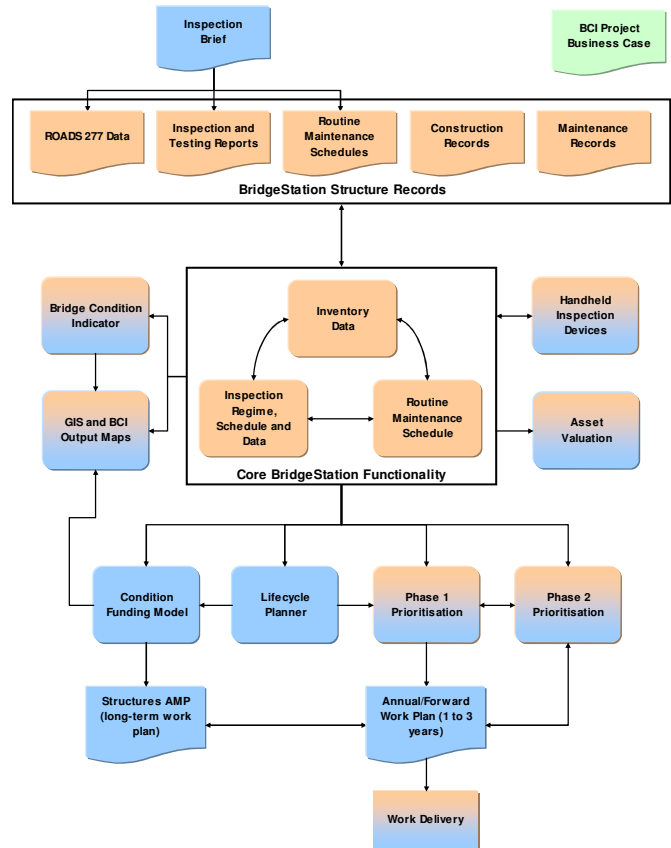 Inspection
Brief
BCI Project
Business Case
ROADS 277 Data
Inspection and
Testing Reports
Routine
Maintenance
Schedules
Construction
Records
Maintenance
Records
BridgeStation Structure Records
Bridge Condition
Indicator
Inventory
Data
Handheld
Inspection
Devices
GIS and BCI
Output Maps
Inspection
Regime,
Schedule and
Data
Routine
Maintenance
Schedule
Asset
Valuation
Core BridgeStation Functionality
Condition
Funding Model
Lifecycle
Planner
Phase 1
Prioritisation
Phase 2
Prioritisation
Structures AMP
(long-term work
plan)
Annual/Forward
Work Plan (1 to 3
years)
Work Delivery